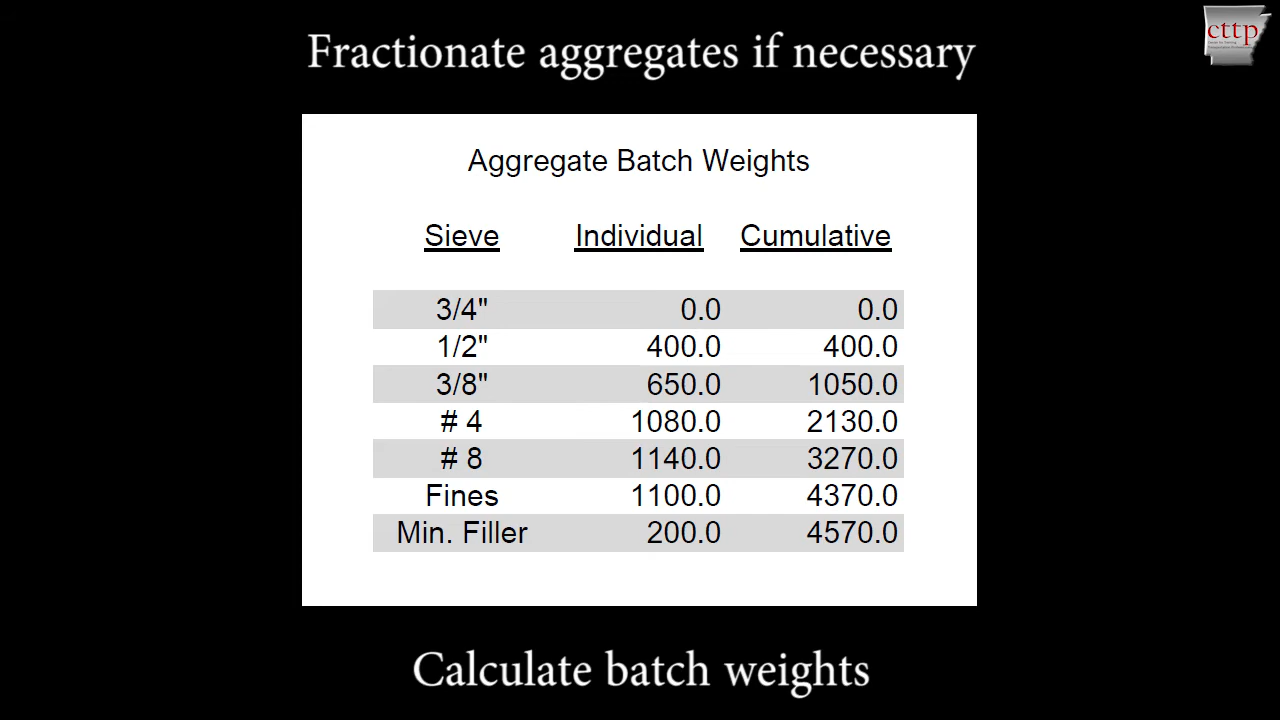 Fractionate aggregates if necessary
cttp
Aggregate Batch Weights
Sieve Individual Cumulative
3/4" 0.0 0.0
1/2" 400.0 400.0
3/8" 650.0 1050.0
# 4 1080.0 2130.0
# 8 1140.0 3270.0
Fines 1100.0 4370.0
Min. Filler 200.0 4570.0
Calculate batch weights